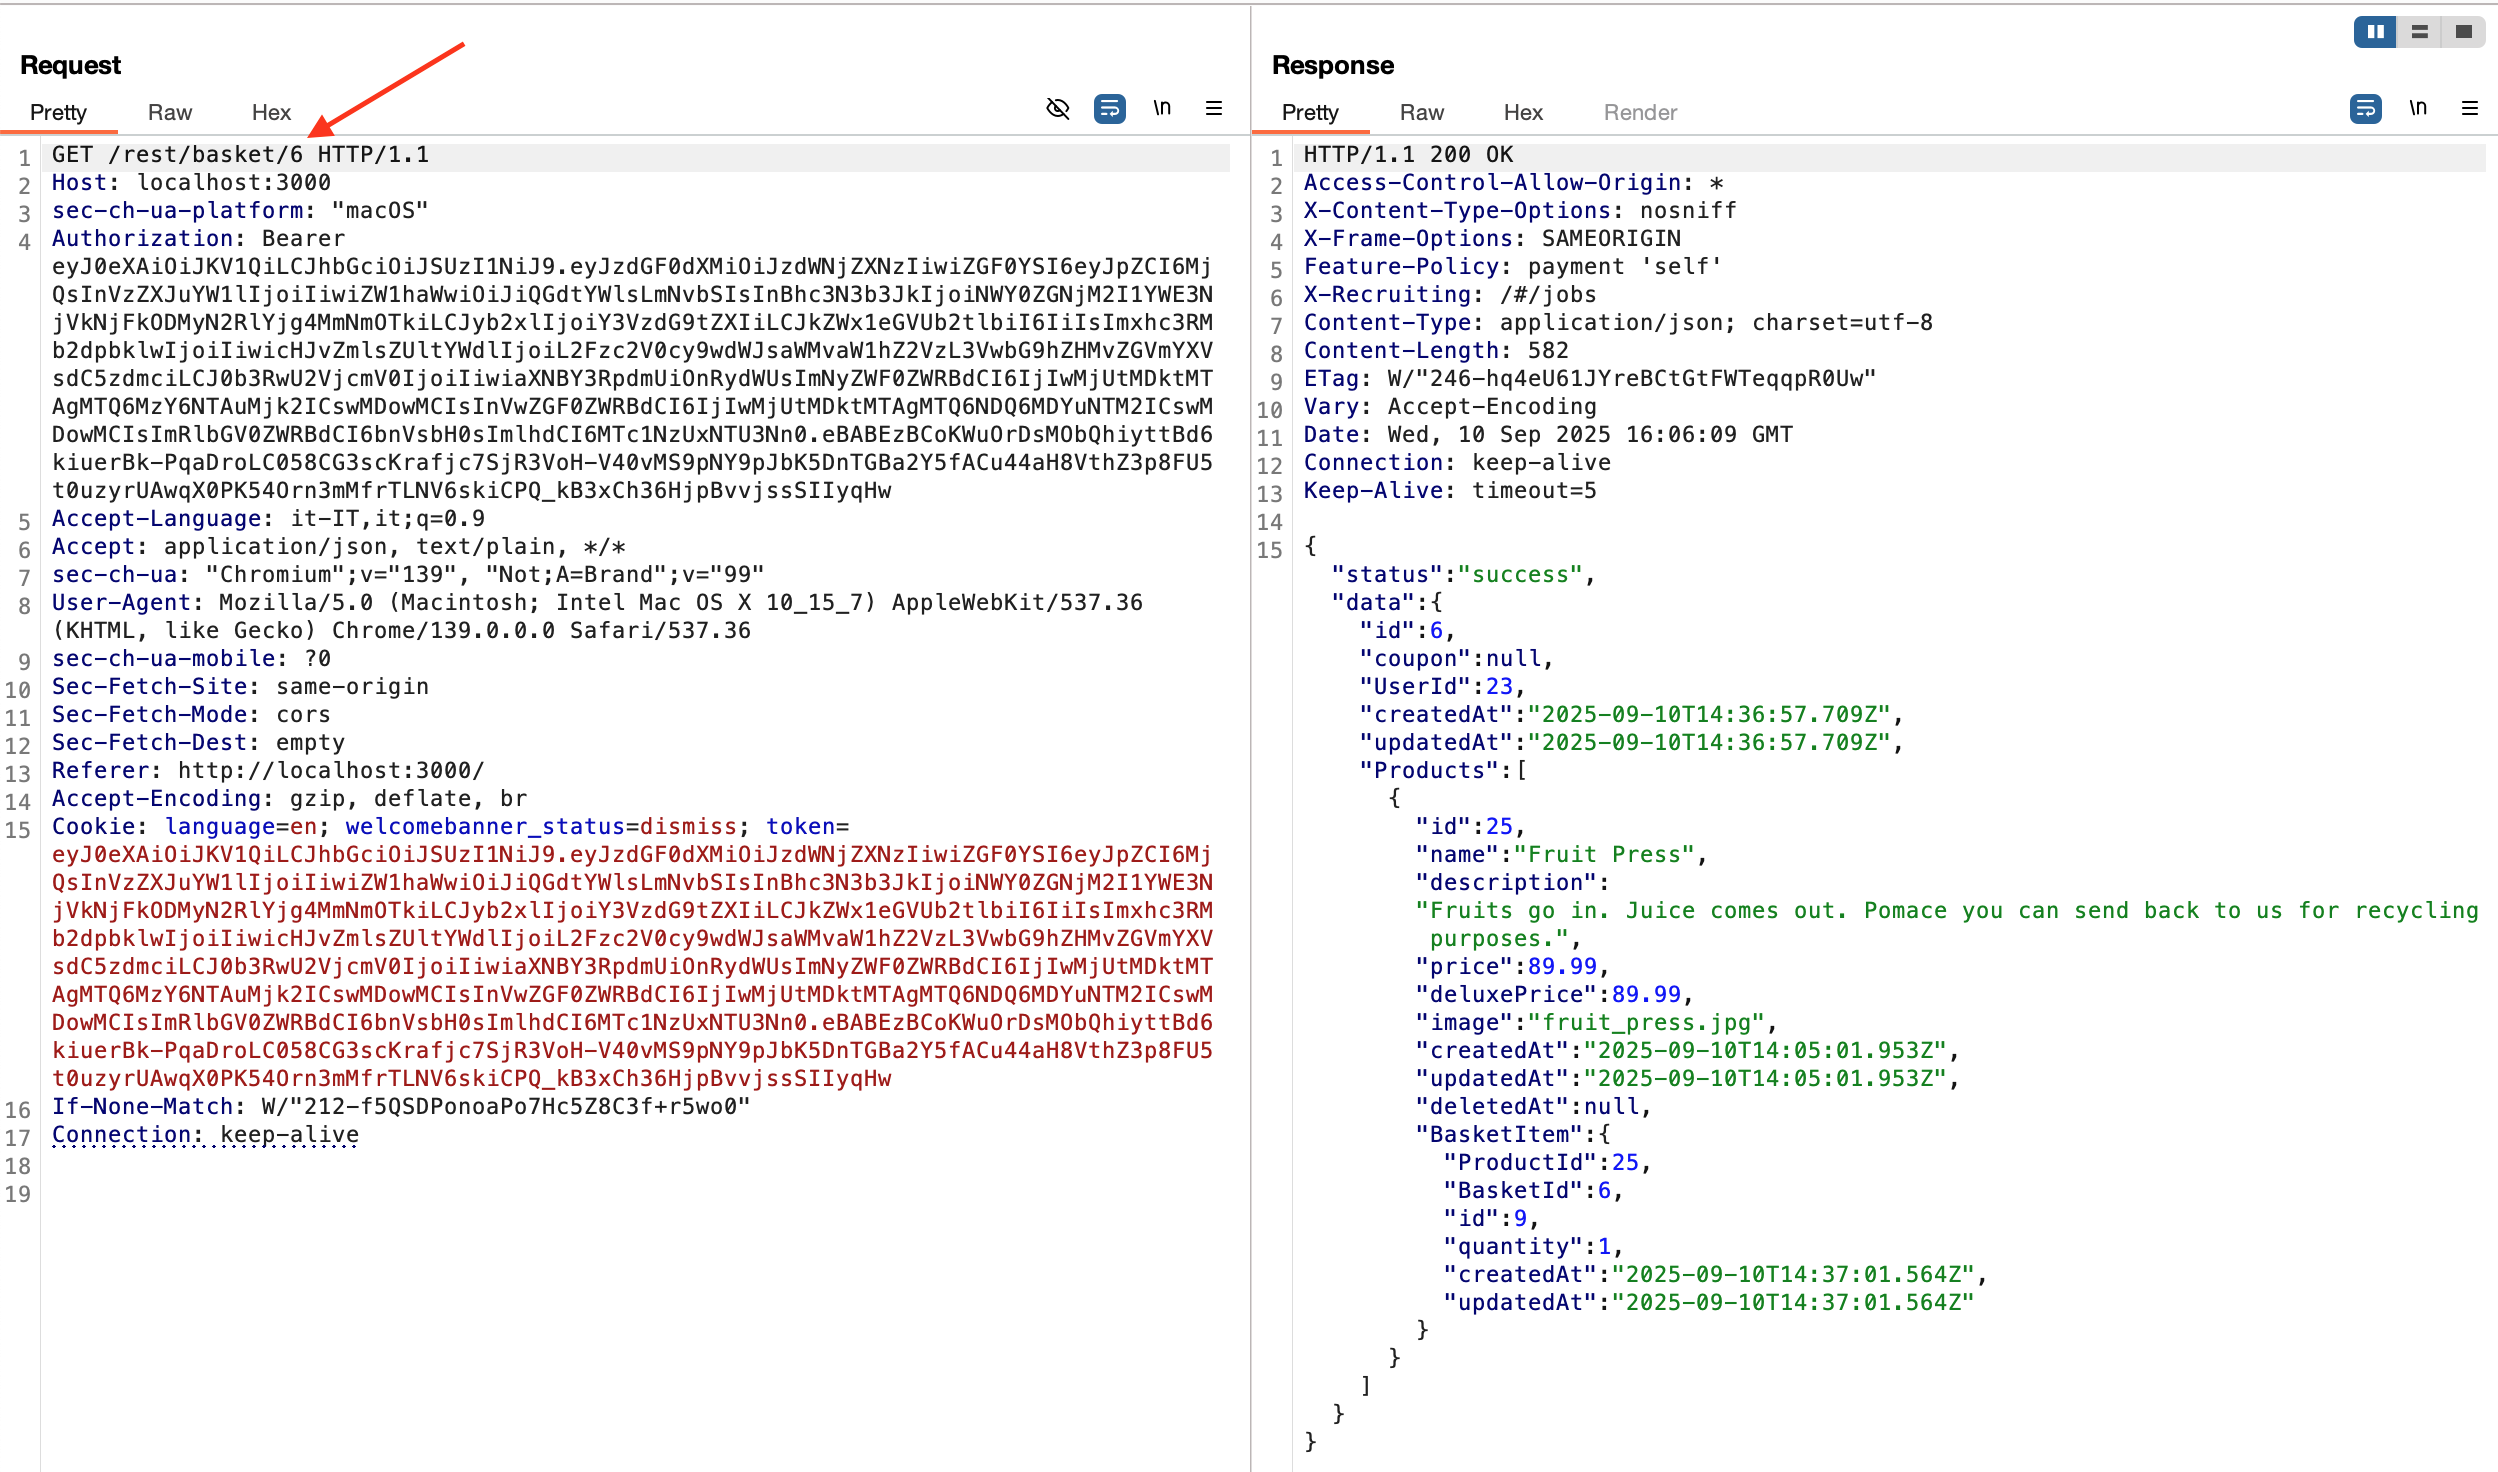 Request
Pretty Raw Hex \n
1 GET /rest/basket/6 HTTP/1.1
2 Host: localhost:3000
3 sec-ch-ua-platform: "macOS"
4 Authorization: Bearer
eyJ0eXAiOiJKV1QiLCJhbGciOiJSUzI1NiJ9.eyJzdGF0dXMiOiJzdWNjZXNzIiwiZGF0YSI6eyJpZCI6Mj
QsInVzZXJuYW1lIjoiIiwiZW1haWwiOiJiQGdtYWlsLmNvbSIsInBhc3N3b3JkIjoiNWY0ZGNjM2I1YWE3N
jVkNjFkODMyN2RlYjg4MmNmOTkiLCJyb2xlIjoiY3VzdG9tZXIiLCJkZWx1eGVUb2tlbiI6IiIsImxhc3RM
b2dpbklwIjoiIiwicHJvZmlsZUltYWdlIjoiL2Fzc2V0cy9wdWJsaWMvaW1hZ2VzL3VwbG9hZHMvZGVmYXV
sdC5zdmciLCJ0b3RwU2VjcmV0IjoiIiwiaXNBY3RpdmUiOnRydWUsImNyZWF0ZWRBdCI6IjIwMjUtMDktMT
AgMTQ6MzY6NTAuMjk2ICswMDowMCIsInVwZGF0ZWRBdCI6IjIwMjUtMDktMTAgMTQ6NDQ6MDYuNTM2ICswM
DowMCIsImRlbGV0ZWRBdCI6bnVsbH0sImlhdCI6MTc1NzUxNTU3Nn0.eBABEzBCoKWuOrDsMObQhiyttBd6
kiuerBk-PqaDroLC058CG3scKrafjc7SjR3VoH-V40vMS9pNY9pJbK5DnTGBa2Y5fACu44aH8VthZ3p8FU5
t0uzyrUAwqX0PK54Orn3mMfrTLNV6skiCPQ_kB3xCh36HjpBvvjssSIIyqHw
5 Accept-Language: it-IT,it;q=0.9
6 Accept: application/json, text/plain, */*
7 sec-ch-ua: "Chromium";v="139", "Not;A=Brand";v="99"
8 User-Agent: Mozilla/5.0 (Macintosh; Intel Mac OS X 10_15_7) AppleWebKit/537.36
(KHTML, like Gecko) Chrome/139.0.0.0 Safari/537.36
9 sec-ch-ua-mobile: ?0
10 Sec-Fetch-Site: same-origin
11 Sec-Fetch-Mode: cors
12 Sec-Fetch-Dest: empty
13 Referer: http://localhost:3000/
14 Accept-Encoding: gzip, deflate, br
15 Cookie: language=en; welcomebanner_status=dismiss; token=
eyJ0eXAiOiJKV1QiLCJhbGciOiJSUzI1NiJ9.eyJzdGF0dXMiOiJzdWNjZXNzIiwiZGF0YSI6eyJpZCI6Mj
QsInVzZXJuYW1lIjoiIiwiZW1haWwiOiJiQGdtYWlsLmNvbSIsInBhc3N3b3JkIjoiNWY0ZGNjM2I1YWE3N
jVkNjFkODMyN2RlYjg4MmNmOTkiLCJyb2xlIjoiY3VzdG9tZXIiLCJkZWx1eGVUb2tlbiI6IiIsImxhc3RM
b2dpbklwIjoiIiwicHJvZmlsZUltYWdlIjoiL2Fzc2V0cy9wdWJsaWMvaW1hZ2VzL3VwbG9hZHMvZGVmYXV
sdC5zdmciLCJ0b3RwU2VjcmV0IjoiIiwiaXNBY3RpdmUiOnRydWUsImNyZWF0ZWRBdCI6IjIwMjUtMDktMT
AgMTQ6MzY6NTAuMjk2ICswMDowMCIsInVwZGF0ZWRBdCI6IjIwMjUtMDktMTAgMTQ6NDQ6MDYuNTM2ICswM
DowMCIsImRlbGV0ZWRBdCI6bnVsbH0sImlhdCI6MTc1NzUxNTU3Nn0.eBABEzBCoKWuOrDsMObQhiyttBd6
kiuerBk-PqaDroLC058CG3scKrafjc7SjR3VoH-V40vMS9pNY9pJbK5DnTGBa2Y5fACu44aH8VthZ3p8FU5
t0uzyrUAwqX0PK54Orn3mMfrTLNV6skiCPQ_kB3xCh36HjpBvvjssSIIyqHw
16 If-None-Match: W/"212-f5QSDPonoaPo7Hc5Z8C3f+r5wo0"
17 Connection: keep-alive
18
19
Response
Pretty Raw Hex Render \n
1 HTTP/1.1 200 OK
2 Access-Control-Allow-Origin: *
3 X-Content-Type-Options: nosniff
4 X-Frame-Options: SAMEORIGIN
5 Feature-Policy: payment 'self'
6 X-Recruiting: /#/jobs
7 Content-Type: application/json; charset=utf-8
8 Content-Length: 582
9 ETag: W/"246-hq4eU61JYreBCtGtFWTeqqpR0Uw"
10 Vary: Accept-Encoding
11 Date: Wed, 10 Sep 2025 16:06:09 GMT
12 Connection: keep-alive
13 Keep-Alive: timeout=5
14
15 {
"status":"success",
"data":{
"id":6,
"coupon":null,
"UserId":23,
"createdAt":"2025-09-10T14:36:57.709Z",
"updatedAt":"2025-09-10T14:36:57.709Z",
"Products":[
{
"id":25,
"name":"Fruit Press",
"description":
"Fruits go in. Juice comes out. Pomace you can send back to us for recycling
purposes.",
"price":89.99,
"deluxePrice":89.99,
"image":"fruit_press.jpg",
"createdAt":"2025-09-10T14:05:01.953Z",
"updatedAt":"2025-09-10T14:05:01.953Z",
"deletedAt":null,
"BasketItem":{
"ProductId":25,
"BasketId":6,
"id":9,
"quantity":1,
"createdAt":"2025-09-10T14:37:01.564Z",
"updatedAt":"2025-09-10T14:37:01.564Z"
}
}
]
}
}